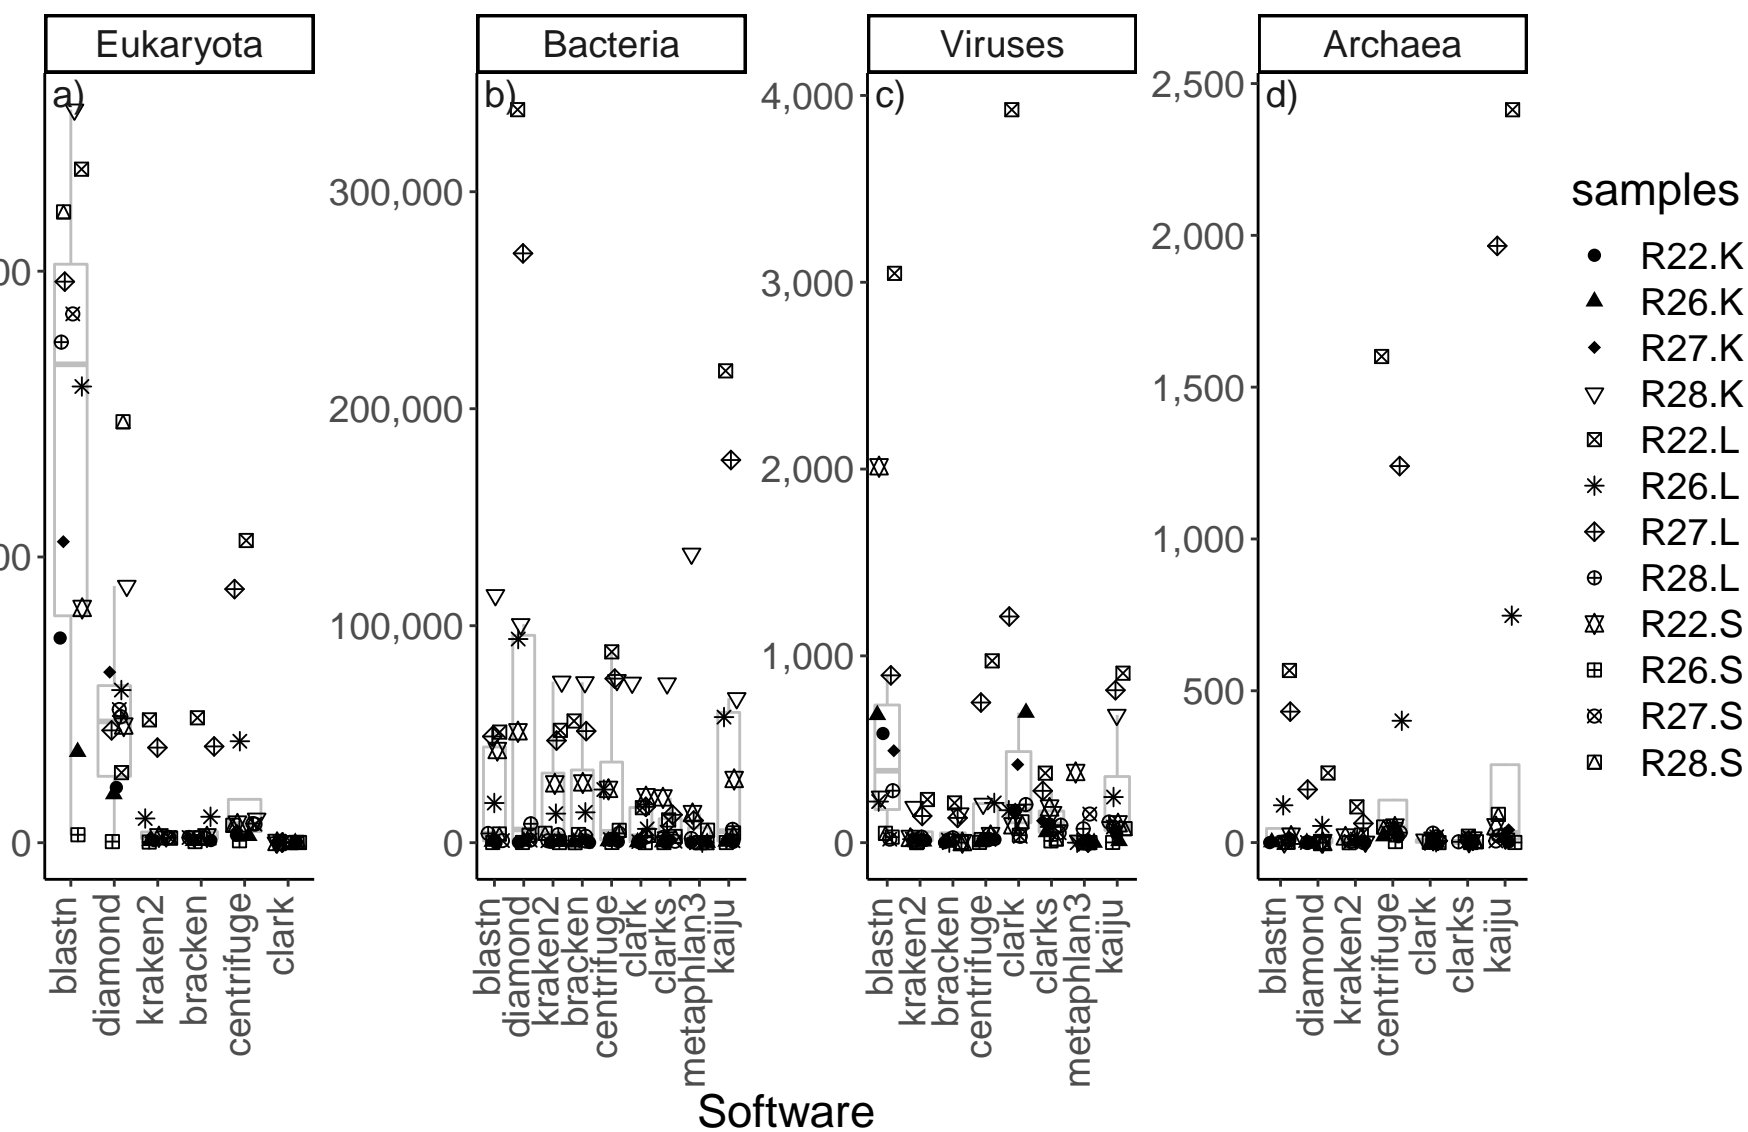 Eukaryota
Bacteria
Viruses
Archaea
a)
b)
c)
d)
00
00
0
300,000
200,000
100,000
0
4,000
3,000
2,000
1,000
0
2,500
2,000
1,500
1,000
500
0
blastn
diamond
kraken2
bracken
centrifuge
clark
blastn
diamond
kraken2
bracken
centrifuge
clark
clarks
metaphlan3
kaiju
blastn
kraken2
bracken
centrifuge
clark
clarks
metaphlan3
kaiju
blastn
diamond
kraken2
centrifuge
clark
clarks
kaiju
Software
samples
R22.K
R26.K
R27.K
R28.K
R22.L
R26.L
R27.L
R28.L
R22.S
R26.S
R27.S
R28.S